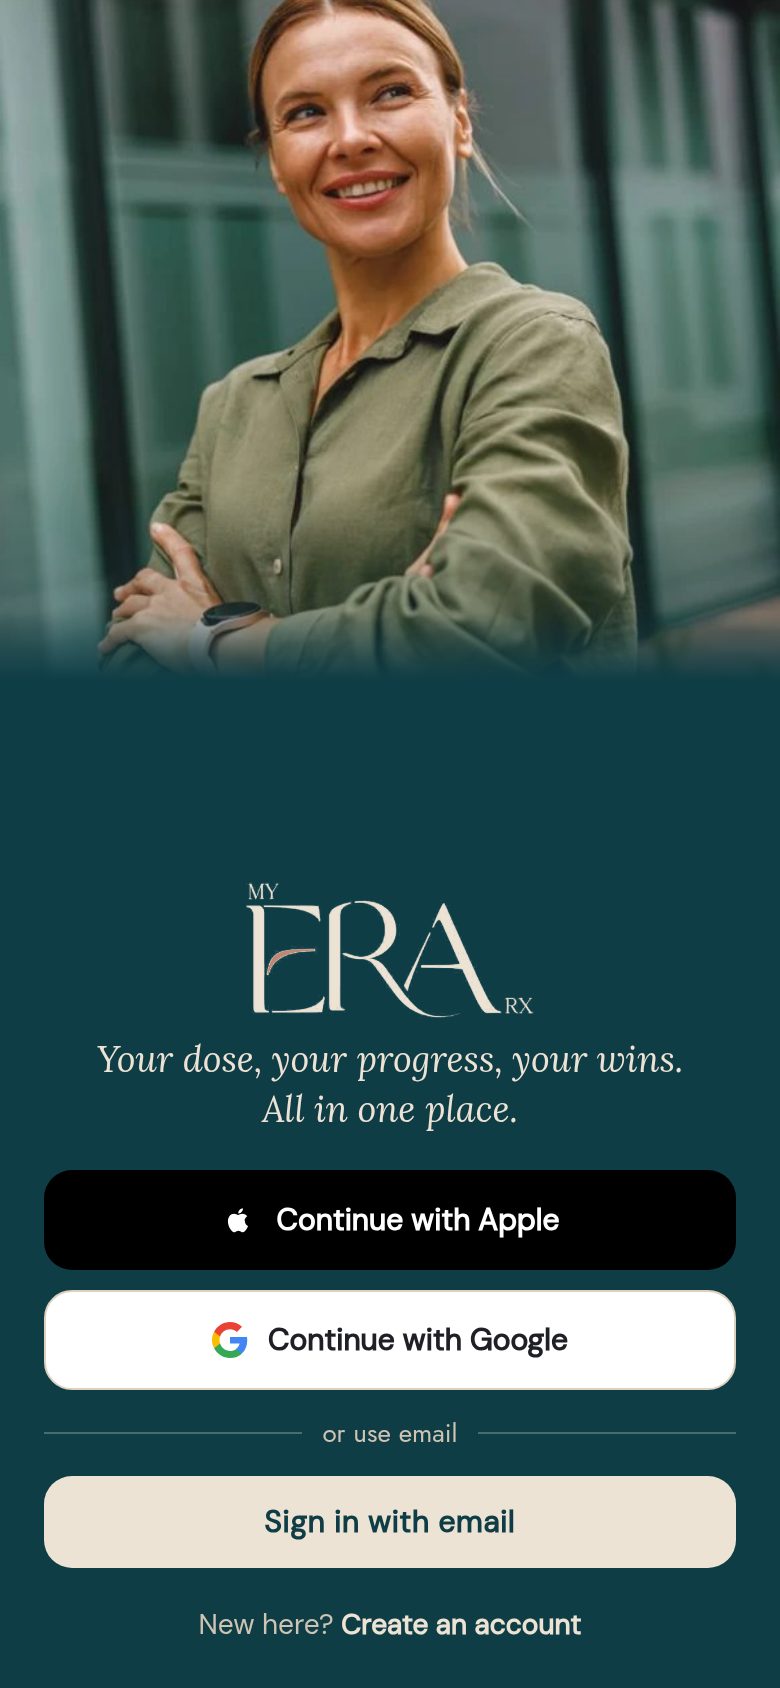 MY
ERA
RX
Your dose, your progress, your wins.
All in one place.
Continue with Apple
Continue with Google
or use email
Sign in with email
New here? Create an account